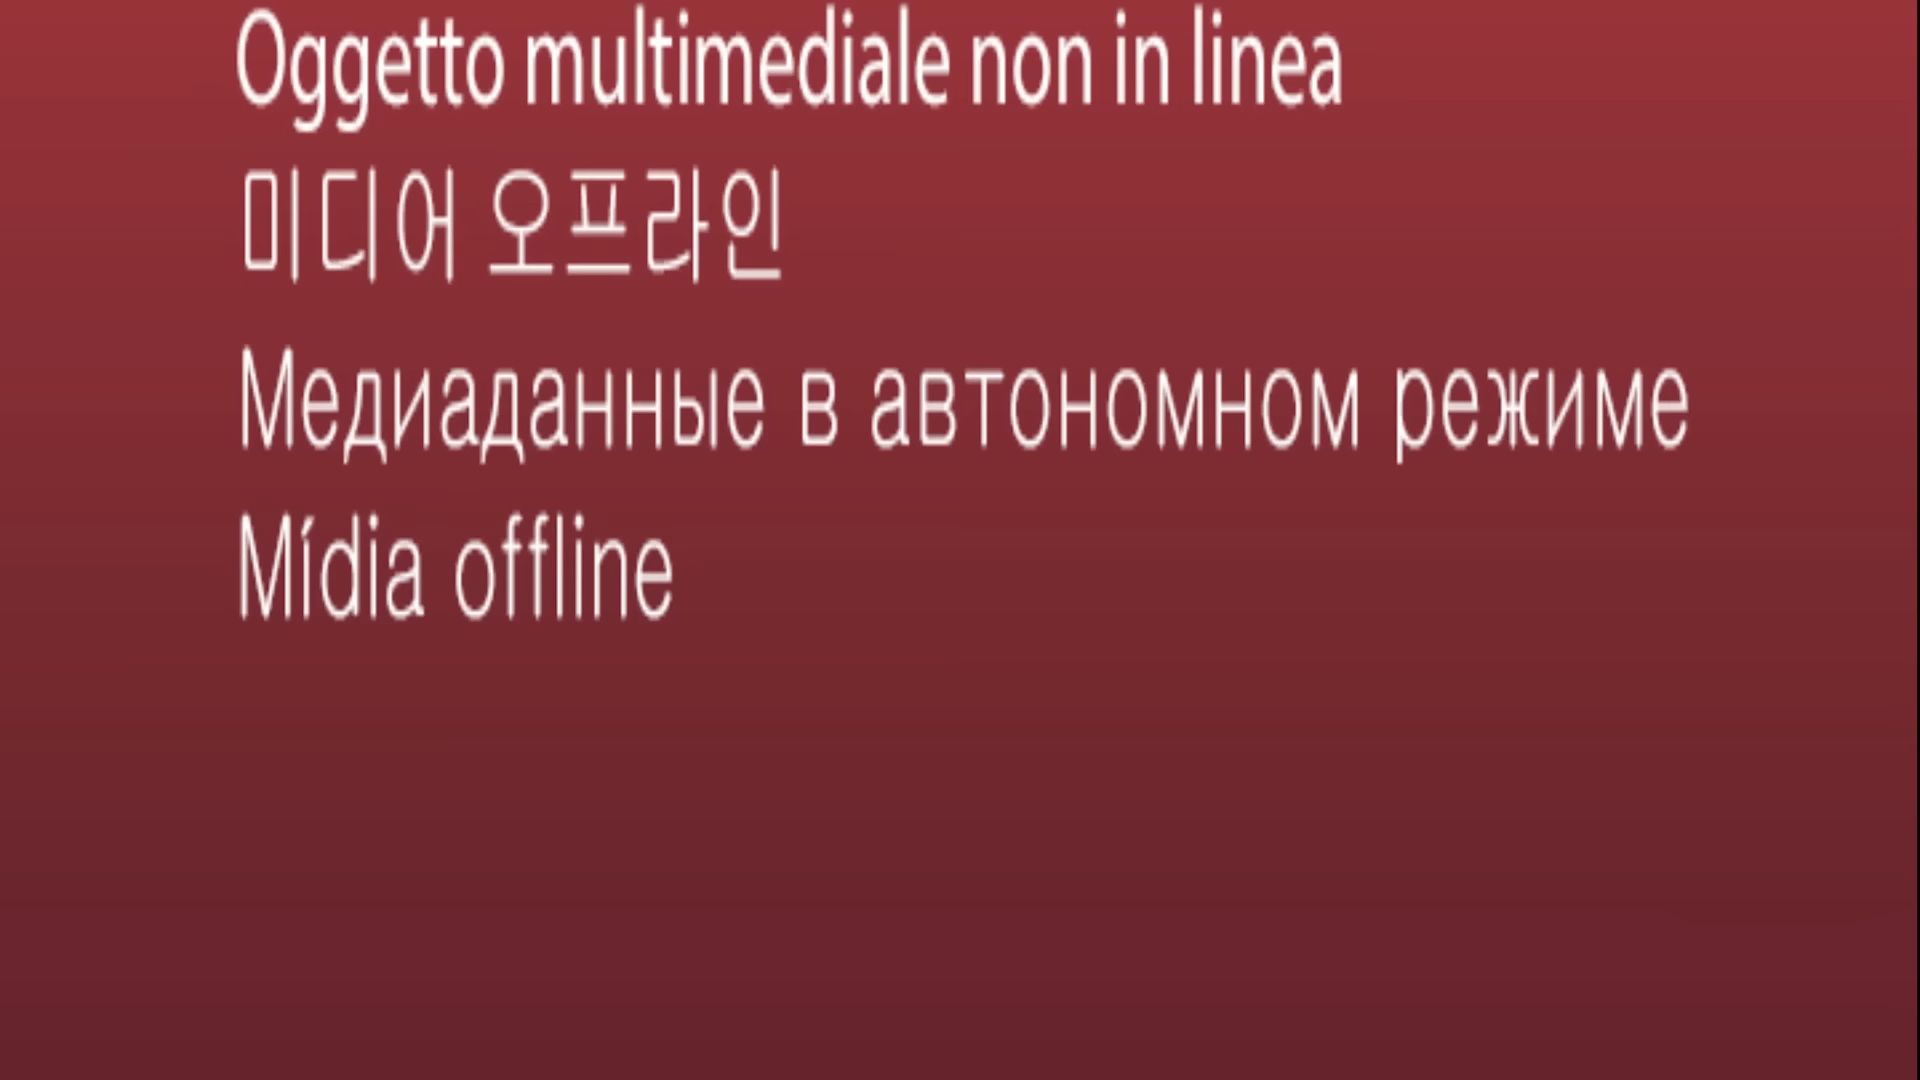 Oggetto multimediale non in linea
미디어 오프라인
Медиаданные в автономном режиме
Mídia offline